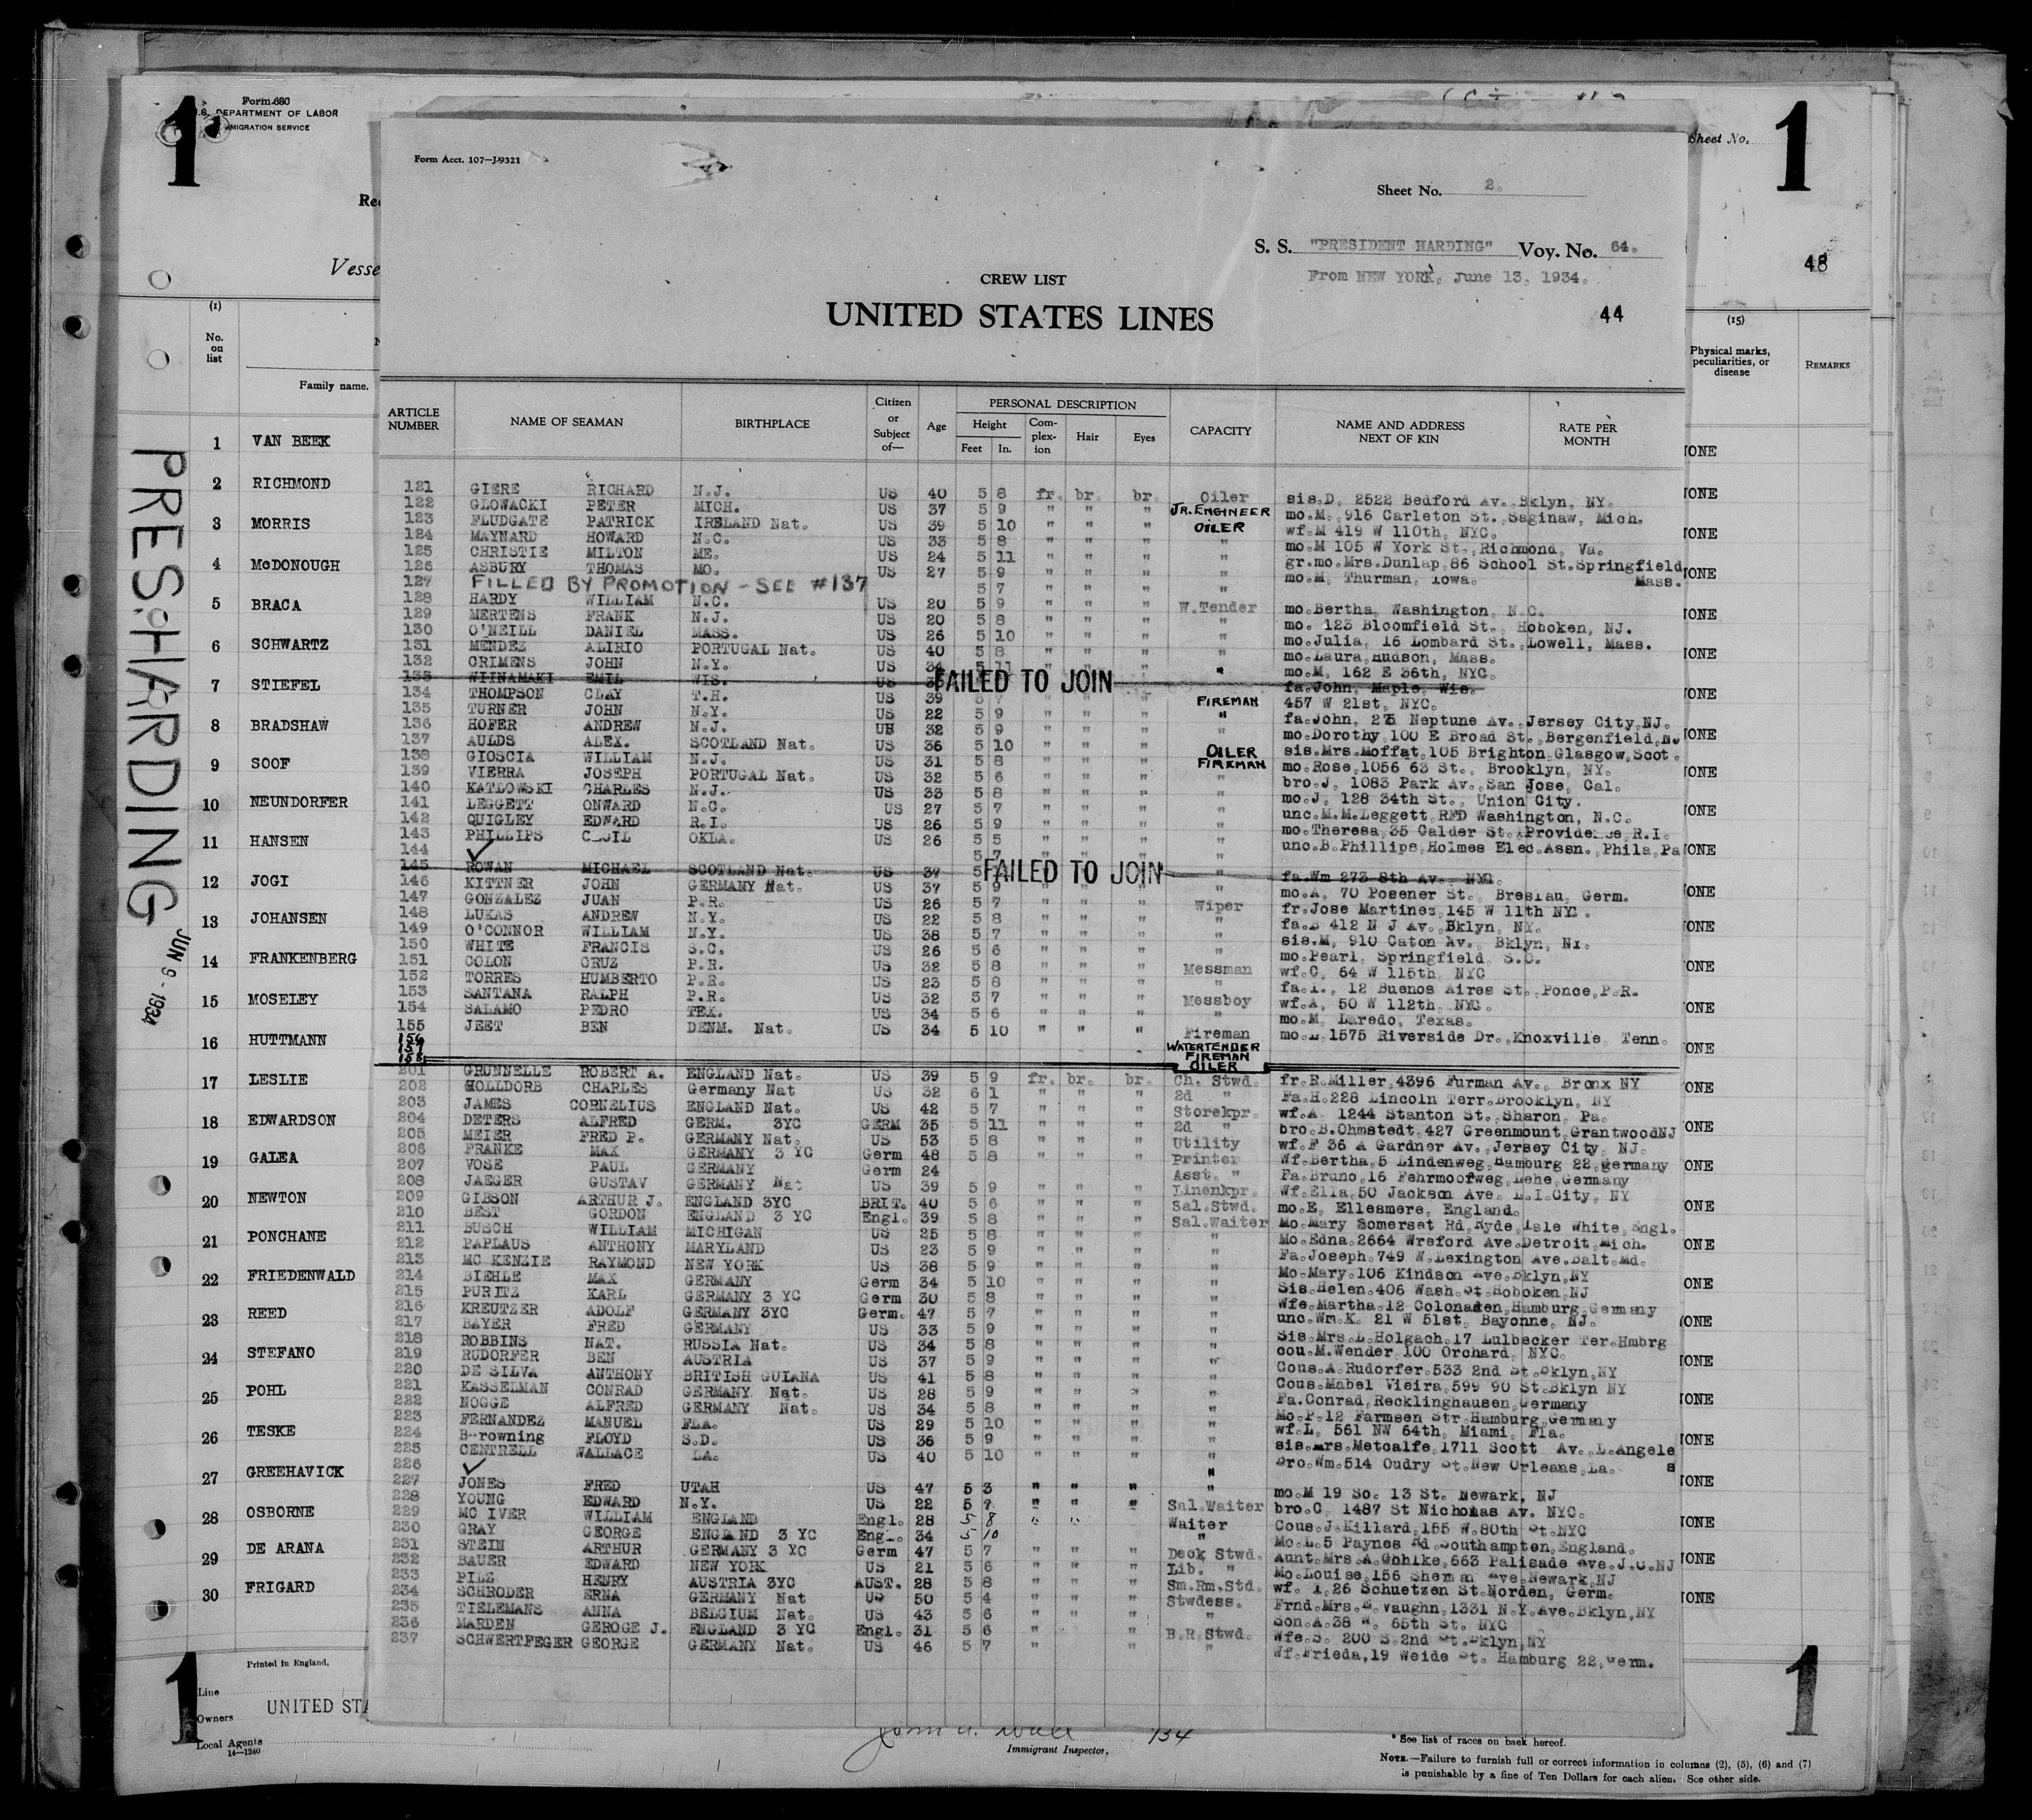 1
Form 680
U.S. DEPARTMENT OF LABOR
IMMIGRATION SERVICE
Vesse
(1)
No. on list
Family name.
1 VAN BEEK
2 RICHMOND
3 MORRIS
4 McDONOUGH
5 BRACA
6 SCHWARTZ
7 STIEFEL
8 BRADSHAW
9 SOOF
10 NEUNDORFER
11 HANSEN
12 JOGI
13 JOHANSEN
14 FRANKENBERG
15 MOSELEY
16 HUTTMANN
17 LESLIE
18 EDWARDSON
19 GALEA
20 NEWTON
21 PONCHANE
22 FRIEDENWALD
23 REED
24 STEFANO
25 POHL
26 TESKE
27 GREEHAVICK
28 OSBORNE
29 DE ARANA
30 FRIGARD
PRES. HARDING
JUN 9 - 1934
Form Acct. 107—J-9321
Sheet No. 2.
S. S. "PRESIDENT HARDING" Voy. No. 64.
From NEW YORK. June 13, 1934.
CREW LIST
UNITED STATES LINES
44
ARTICLE NUMBER NAME OF SEAMAN BIRTHPLACE Citizen or Subject of— Age PERSONAL DESCRIPTION Height Feet In. Complexion Hair Eyes CAPACITY NAME AND ADDRESS NEXT OF KIN RATE PER MONTH
121 GIERE RICHARD N.J. US 40 5 8 fr. br. br. Oiler sis.D. 2522 Bedford Av. Bklyn, NY.
122 GLOWACKI PETER MICH. US 37 5 9 " " " JR. ENGINEER mo.M. 916 Carleton St. Saginaw, Mich.
123 FLUDGATE PATRICK IRELAND Nat. US 39 5 10 " " " OILER wf.M 419 W 110th, NYC.
124 MAYNARD HOWARD N.C. US 33 5 8 " " " " mo.M 105 W York St. Richmond, Va.
125 CHRISTIE MILTON ME. US 24 5 11 " " " " gr.mo.Mrs.Dunlap, 86 School St. Springfield Mass.
126 ASBURY THOMAS MO. US 27 5 9 " " " " mo.M, Thurman, Iowa.
127 FILLED BY PROMOTION - SEE #137 5 7 " " "
128 HARDY WILLIAM N.C. US 20 5 9 " " " W.Tender mo.Bertha, Washington, N.C.
129 MERTENS FRANK N.J. US 20 5 8 " " " " mo. 123 Bloomfield St. Hoboken, NJ.
130 O'NEILL DANIEL MASS. US 26 5 10 " " " " mo.Julia, 16 Lombard St. Lowell, Mass.
131 MENDEZ ALIRIO PORTUGAL Nat. US 40 5 8 " " " mo.Laura, Hudson, Mass.
132 CRIMENS JOHN N.Y. US 34 5 11 " " " " mo.M, 162 E 36th, NYC.
133 WIINAMAKI EMIL WIS. US FAILED TO JOIN fa.John, Maple, Wis.
134 THOMPSON CLAY T.H. US 39 5 7 " " " FIREMAN 457 W 21st, NYC.
135 TURNER JOHN N.Y. US 22 5 9 " " " " fa.John, 275 Neptune Av. Jersey City, NJ.
136 HOFER ANDREW N.J. US 32 5 9 " " " mo.Dorothy 100 E Broad St. Bergenfield, NJ
137 AULDS ALEX. SCOTLAND Nat. US 36 5 10 " " " OILER sis.Mrs.Moffat, 105 Brighton Glasgow, Scot.
138 GIOSCIA WILLIAM N.J. US 31 5 8 " " " FIREMAN mo.Rose, 1056 63 St., Brooklyn, NY.
139 VIERRA JOSEPH PORTUGAL Nat. US 32 5 6 " " " " bro.J. 1083 Park Av. San Jose, Cal.
140 KATLOWSKI CHARLES N.J. US 33 5 8 " " " " mo.J. 128 34th St. Union City.
141 LEGGETT ONWARD N.C. US 27 5 7 " " " " unc.M.M.Leggett, RFD Washington, N.C.
142 QUIGLEY EDWARD R.I. US 26 5 9 " " " " mo.Theresa, 35 Calder St. Providence, R.I.
143 PHILLIPS CECIL OKLA. US 26 5 5 " " " " unc.B.Phillips, Holmes Elec.Assn. Phila, Pa
144 ✓ 5 7 " " " "
145 ROWAN MICHAEL SCOTLAND Nat. US 37 5 FAILED TO JOIN " fa.Wm 273 8th Av. NYC.
146 KITTNER JOHN GERMANY Nat. US 37 5 9 " " " " mo.A, 70 Posener St. Breslau, Germ.
147 GONZALEZ JUAN P.R. US 26 5 7 " " " Wiper fr.Jose Martinez, 145 W 11th NYC.
148 LUKAS ANDREW N.Y. US 22 5 8 " " " " fa. 412 N J Av. Bklyn, NY.
149 O'CONNOR WILLIAM N.Y. US 38 5 7 " " " " sis.M, 910 Caton Av. Bklyn, NY.
150 WHITE FRANCIS S.C. US 26 5 6 " " " " mo.Pearl, Springfield, S.C.
151 COLON CRUZ P.R. US 32 5 8 " " " Messman wf.C, 64 W 115th, NYC
152 TORRES HUMBERTO P.R. US 23 5 8 " " " " fa.I., 12 Buenos Aires St. Ponce, P.R.
153 SANTANA RALPH P.R. US 32 5 7 " " " Messboy wf.A, 50 W 112th, NYC.
154 SALAMO PEDRO TEX. US 34 5 6 " " " " mo.M, Laredo, Texas.
155 JEET BEN DENM. Nat. US 34 5 10 " " " Fireman mo. 1575 Riverside Dr. Knoxville, Tenn.
156 WATERTENDER
157 FIREMAN
158 OILER
201 GRUNNELLE ROBERT A. ENGLAND Nat. US 39 5 9 fr. br. br. Ch. Stwd. fr.R.Miller, 4396 Furman Av. Bronx NY
202 HOLLDORB CHARLES Germany Nat US 32 6 1 " " " 2d " Fa.H.228 Lincoln Terr.Brooklyn, NY
203 JAMES CORNELIUS ENGLAND Nat. US 42 5 7 " " " Storekpr. wf.A 1244 Stanton St. Sharon, Pa.
204 DETERS ALFRED GERM. 3YC GERM 35 5 11 " " " 2d " bro.B.Ohmstedt, 427 Greenmount, Grantwood NJ
205 MEIER FRED P. GERMANY Nat. US 53 5 8 " " " Utility wf.F 36 A Gardner Av. Jersey City, NJ.
206 FRANKE MAX GERMANY 3 YC Germ 48 5 8 " " " Printer Wf.Bertha, 5 Lindenweg, Hamburg 22, Germany
207 VOSE PAUL GERMANY Germ 24 Asst. " Fa.Bruno, 16 Fehrmoorweg, Lehe, Germany
208 JAEGER GUSTAV GERMANY Nat US 39 5 9 " " " Linenkpr. Wf.Ella, 50 Jackson Ave. L.I.City, NY
209 GIBSON ARTHUR J. ENGLAND 3YC BRIT. 40 5 6 " " " Sal.Stwd. mo.E, Ellesmere, England.
210 BEST GORDON ENGLAND 3 YC Engl. 39 5 8 " " " Sal.Waiter Mo.Mary Somersat Rd, Ryde, Isle White, Engl.
211 BUSCH WILLIAM MICHIGAN US 25 5 8 " " " " Mo.Edna, 2664 Wreford Ave.Detroit, Mich.
212 PAPLAUS ANTHONY MARYLAND US 23 5 9 " " " " Fa.Joseph 749 W.Lexington Ave.Balt.Md.
213 MC KENZIE RAYMOND NEW YORK US 38 5 9 " " " " Mo.Mary.106 Kindson Ave.Bklyn,NY
214 BIEHLE MAX GERMANY Germ 34 5 10 " " " " Sis.Helen.406 Wash.St.Hoboken,NJ
215 PURITZ KARL GERMANY 3 YC Germ 30 5 8 " " " " Wfe.Martha.12 Colonaden,Hamburg,Germany
216 KREUTZER ADOLF GERMANY 3YC Germ. 47 5 7 " " " " unc.Wm.K. 21 W 51st, Bayonne, NJ.
217 BAYER FRED GERMANY US 33 5 9 " " " " Sis.Mrs.L.Holgach.17 Lulbecker Ter.Hmbrg
218 ROBBINS NAT. RUSSIA Nat. US 34 5 8 " " " " cou.M.Wender 100 Orchard, NYC.
219 RUDORFER BEN AUSTRIA US 37 5 9 " " " " Cous.A.Rudorfer.533 2nd St.Bklyn,NY
220 DE SILVA ANTHONY BRITISH GUIANA US 41 5 8 " " " " Cous.Mabel Vieira,599 90 St.Bklyn NY
221 KASSELMAN CONRAD GERMANY Nat. US 28 5 9 " " " " Fa.Conrad, Recklinghausen, Germany
222 NOGGE ALFRED GERMANY Nat. US 34 5 8 " " " " Mo.P.12 Farmsen Str.Hamburg,Germany
223 FERNANDEZ MANUEL FLA. US 29 5 10 " " " " wf.L, 561 NW 64th, Miami, Fla.
224 Browning FLOYD S.D. US 36 5 9 " " " " sis.Mrs.Metcalfe,1711 Scott Av. L.Angeles
225 CENTRELL WALLACE LA. US 40 5 10 " " " " Bro.Wm.514 Oudry St.New Orleans,La.
226 ✓ "
227 JONES FRED UTAH US 47 5 3 " " " " mo.M 19 So. 13 St. Newark, NJ
228 YOUNG EDWARD N.Y. US 22 5 7 " " " Sal.Waiter bro.C, 1487 St Nicholas Av. NYC.
229 MC IVER WILLIAM ENGLAND Engl. 28 5 8 " " Waiter Cous.J.Killard,155 W.80th St.NYC
230 GRAY GEORGE ENGLAND 3 YC Engl. 34 5 10 " Mo.L.5 Paynes Rd.Southampton,England.
231 STEIN ARTHUR GERMANY 3 YC Germ 47 5 7 " " " Deck Stwd. Aunt.Mrs.A.Gohlke,663 Palisade Ave.J.C.NJ
232 BAUER EDWARD NEW YORK US 21 5 6 " " " Lib. " Mo.Louise,156 Sherman Ave,Newark,NJ
233 PILZ HENRY AUSTRIA 3YC AUST. 28 5 8 " " " Sm.Rm.Std. wf. 26 Schuetzen St.Norden, Germ.
234 SCHRODER ERNA GERMANY Nat US 50 5 4 " " " Stwdess. Frnd.Mrs. Vaughn,1331 N.Y.Ave.Bklyn,NY
235 TIELEMANS ANNA BELGIUM Nat. US 43 5 6 " " " " Son.A.38 W. 65th St. NYC
236 MARDEN GEROGE J. ENGLAND 3 YC Engl. 31 5 6 " " B.R.Stwd. Wfe.S. 200 S.2nd St.Bklyn,NY
237 SCHWERTFEGER GEORGE GERMANY Nat. US 46 5 7 " " " Wf.Frieda,19 Weide St. Hamburg 22,Germ.
1
Sheet No.
48
(15)
Physical marks, peculiarities, or disease
REMARKS
Printed in England.
1
Line
UNITED STA
Owners
Local Agents
14—1240
134
Immigrant Inspector.
* See list of races on back hereof.
NOTE.—Failure to furnish full or correct information in columns (2), (5), (6) and (7)
is punishable by a fine of Ten Dollars for each alien. See other side.
1